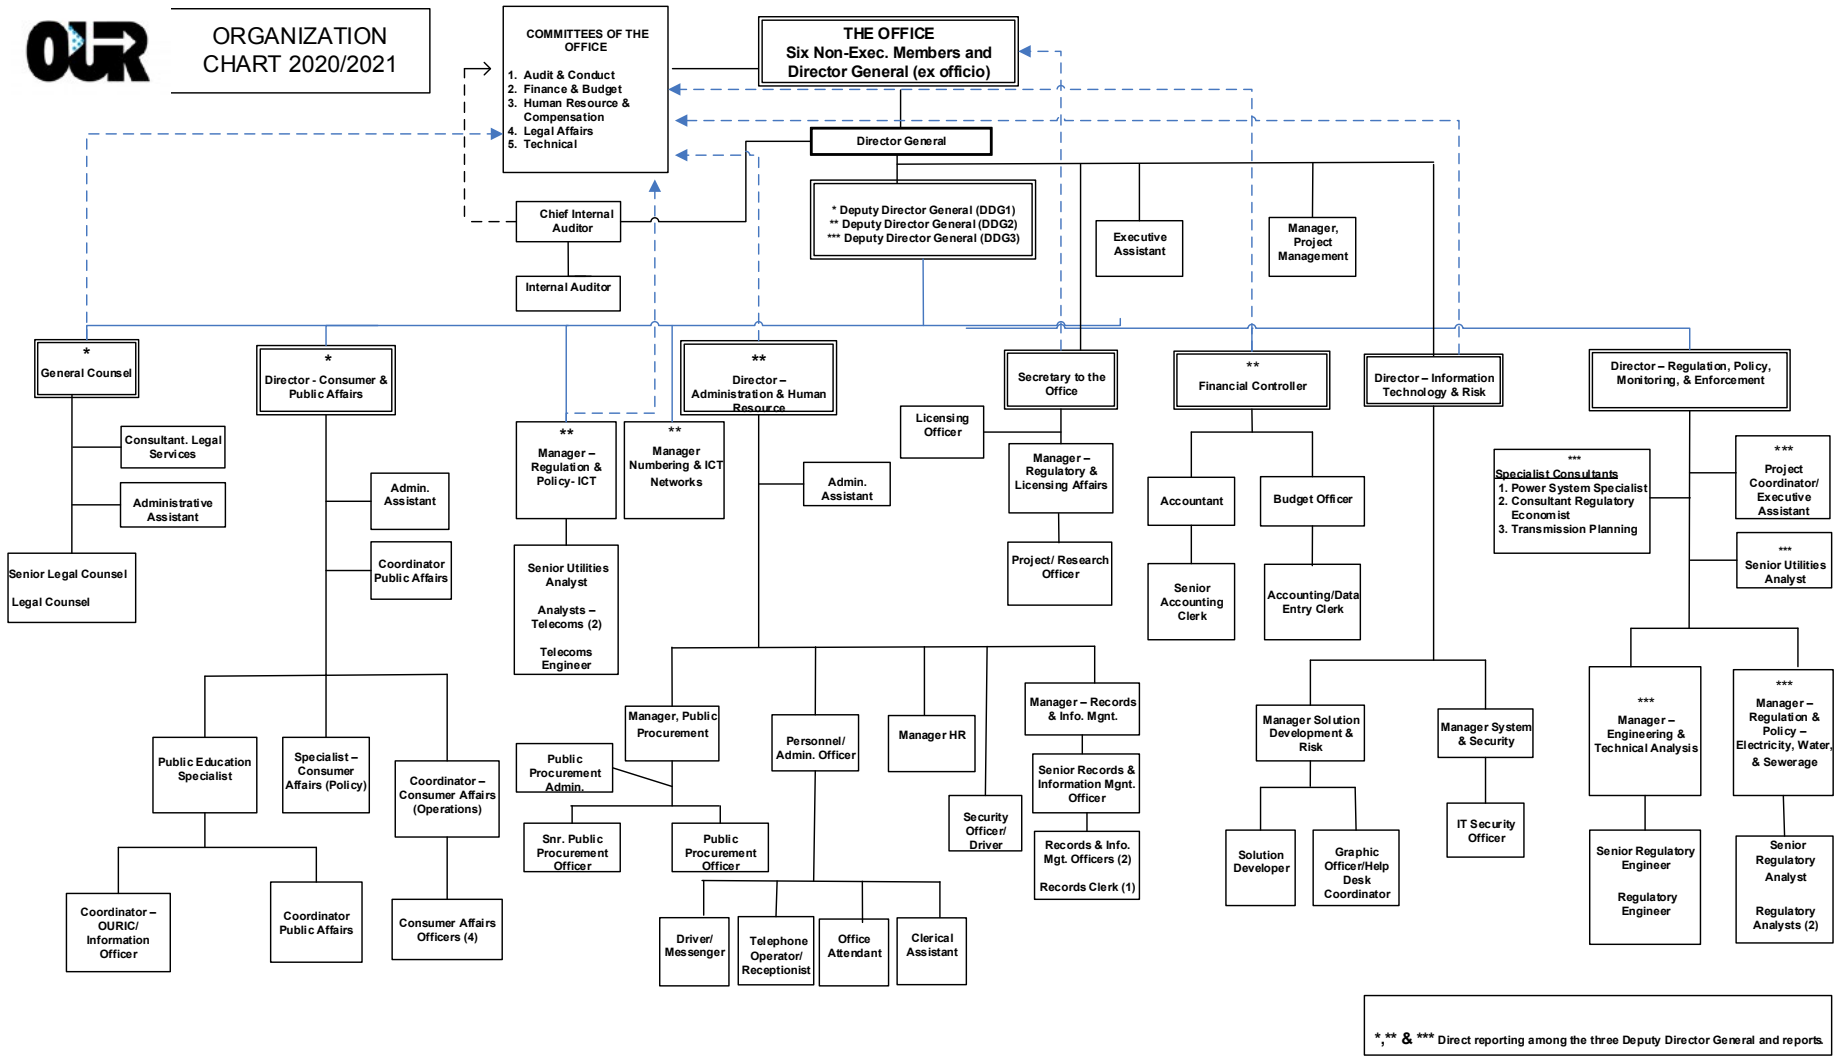 OUR
ORGANIZATION
CHART 2020/2021
COMMITTEES OF THE
OFFICE
1. Audit & Conduct
2. Finance & Budget
3. Human Resource &
Compensation
4. Legal Affairs
5. Technical
THE OFFICE
Six Non-Exec. Members and
Director General (ex officio)
Director General
* Deputy Director General (DDG1)
** Deputy Director General (DDG2)
*** Deputy Director General (DDG3)
Chief Internal
Auditor
Internal Auditor
Executive
Assistant
Manager,
Project
Management
*
General Counsel
Consultant. Legal
Services
Administrative
Assistant
Senior Legal Counsel
Legal Counsel
*
Director - Consumer &
Public Affairs
Admin.
Assistant
Coordinator
Public Affairs
Public Education
Specialist
Specialist –
Consumer
Affairs (Policy)
Coordinator –
Consumer Affairs
(Operations)
Coordinator –
OURIC/
Information
Officer
Coordinator
Public Affairs
Consumer Affairs
Officers (4)
**
Manager –
Regulation &
Policy- ICT
Senior Utilities
Analyst
Analysts –
Telecoms (2)
Telecoms
Engineer
**
Manager
Numbering & ICT
Networks
**
Director –
Administration & Human
Resource
Admin.
Assistant
Manager, Public
Procurement
Public
Procurement
Admin.
Snr. Public
Procurement
Officer
Public
Procurement
Officer
Personnel/
Admin. Officer
Driver/
Messenger
Telephone
Operator/
Receptionist
Office
Attendant
Clerical
Assistant
Manager HR
Security
Officer/
Driver
Manager – Records
& Info. Mgnt.
Senior Records &
Information Mgnt.
Officer
Records & Info.
Mgt. Officers (2)
Records Clerk (1)
Secretary to the
Office
Licensing
Officer
Manager –
Regulatory &
Licensing Affairs
Project/ Research
Officer
**
Financial Controller
Accountant
Budget Officer
Senior
Accounting
Clerk
Accounting/Data
Entry Clerk
Director – Information
Technology & Risk
Manager Solution
Development &
Risk
Manager System
& Security
Solution
Developer
Graphic
Officer/Help
Desk
Coordinator
IT Security
Officer
Director – Regulation, Policy,
Monitoring, & Enforcement
***
Specialist Consultants
1. Power System Specialist
2. Consultant Regulatory
Economist
3. Transmission Planning
***
Project
Coordinator/
Executive
Assistant
***
Senior Utilities
Analyst
***
Manager –
Engineering &
Technical Analysis
***
Manager –
Regulation &
Policy –
Electricity, Water,
& Sewerage
Senior Regulatory
Engineer
Regulatory
Engineer
Senior
Regulatory
Analyst
Regulatory
Analysts (2)
*,** & *** Direct reporting among the three Deputy Director General and reports.